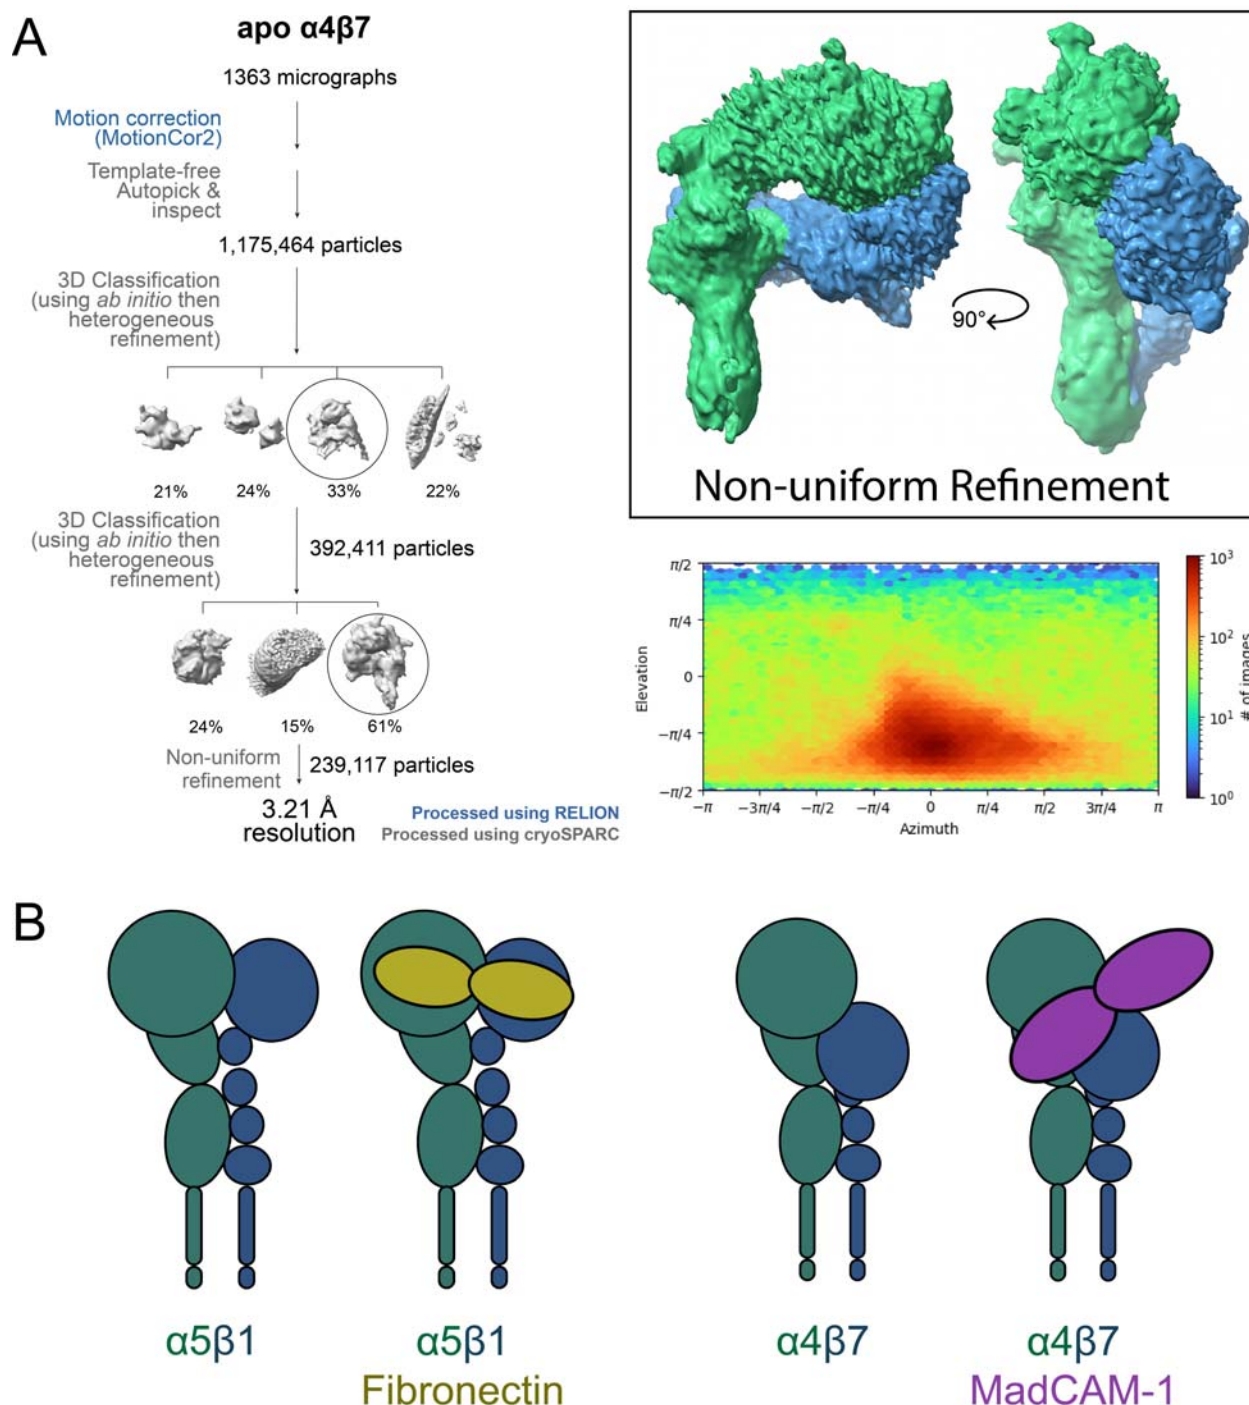 A
apo α4β7
1363 micrographs
Motion correction
(MotionCor2)
Template-free
Autopick &
inspect
1,175,464 particles
3D Classification
(using ab initio then
heterogeneous
refinement)
21%
24%
33%
22%
3D Classification
(using ab initio then
heterogeneous
refinement)
392,411 particles
24%
15%
61%
Non-uniform
refinement
239,117 particles
3.21 Å
resolution
Processed using RELION
Processed using cryoSPARC
90°
Non-uniform Refinement
π/2
π/4
0
−π/4
−π/2
Elevation
−π
−3π/4
−π/2
−π/4
0
π/4
π/2
3π/4
π
Azimuth
10³
10²
10¹
10⁰
# of images
B
α5β1
α5β1
Fibronectin
α4β7
α4β7
MadCAM-1